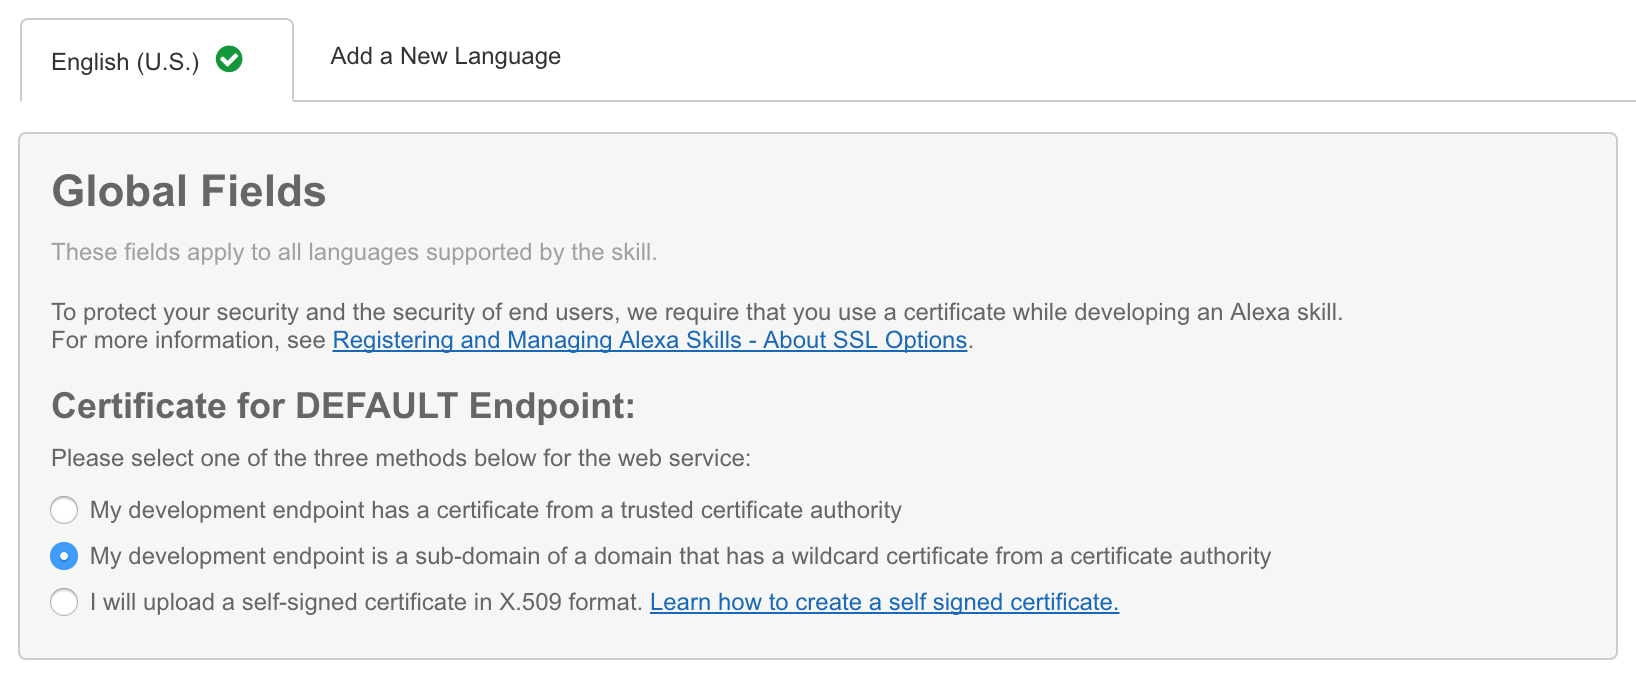 English (U.S.)
Add a New Language
Global Fields
These fields apply to all languages supported by the skill.
To protect your security and the security of end users, we require that you use a certificate while developing an Alexa skill.
For more information, see Registering and Managing Alexa Skills - About SSL Options.
Certificate for DEFAULT Endpoint:
Please select one of the three methods below for the web service:
My development endpoint has a certificate from a trusted certificate authority
My development endpoint is a sub-domain of a domain that has a wildcard certificate from a certificate authority
I will upload a self-signed certificate in X.509 format. Learn how to create a self signed certificate.